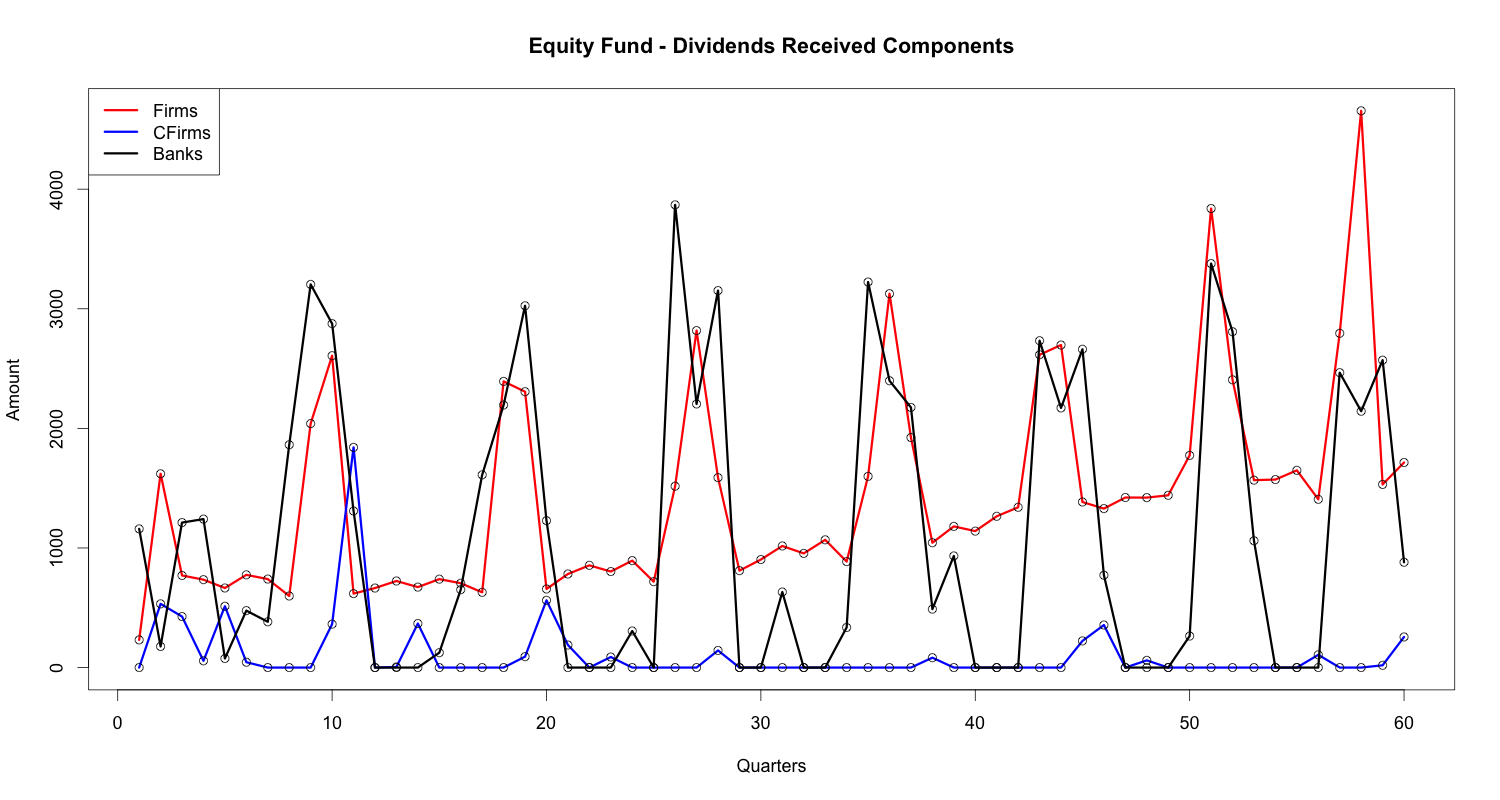 Equity Fund - Dividends Received Components
Firms
CFirms
Banks
Amount
4000
3000
2000
1000
0
0 10 20 30 40 50 60
Quarters